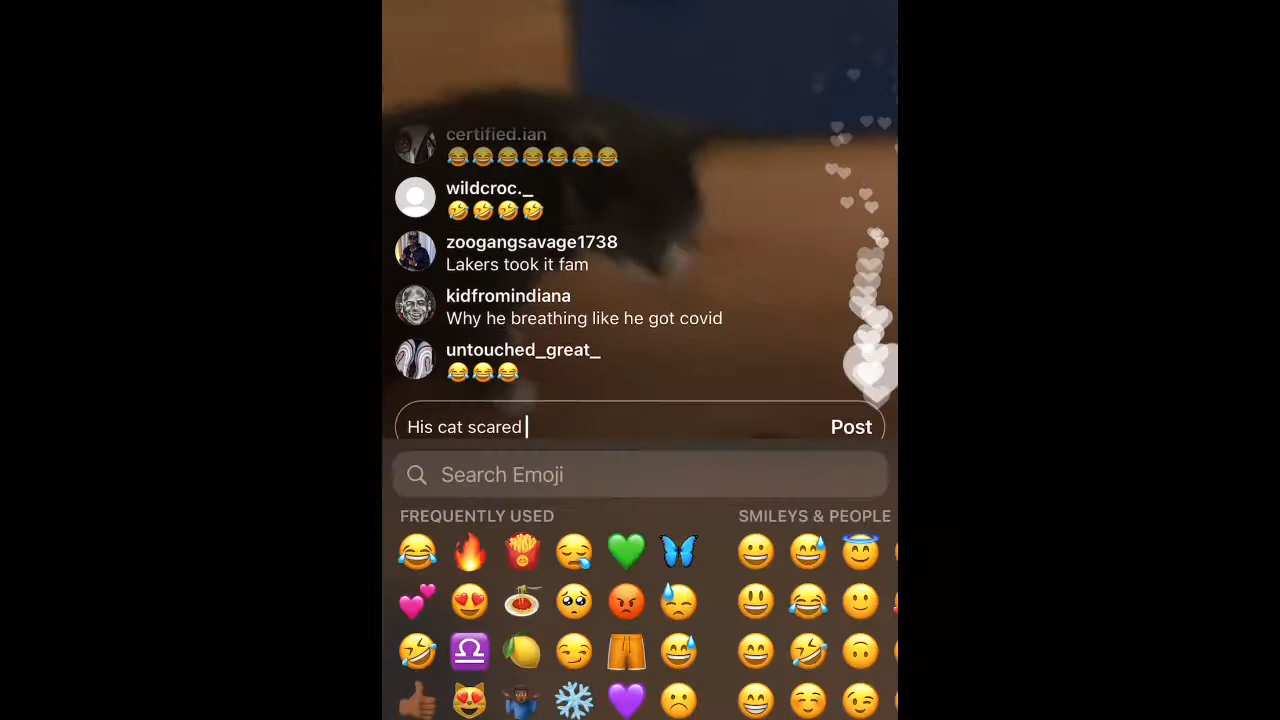 certified.ian
😂😂😂😂😂😂😂
wildcroc._
🤣🤣🤣🤣
zoogangsavage1738
Lakers took it fam
kidfromindiana
Why he breathing like he got covid
untouched_great_
😂😂😂
His cat scared
Post
Search Emoji
FREQUENTLY USED
SMILEYS & PEOPLE